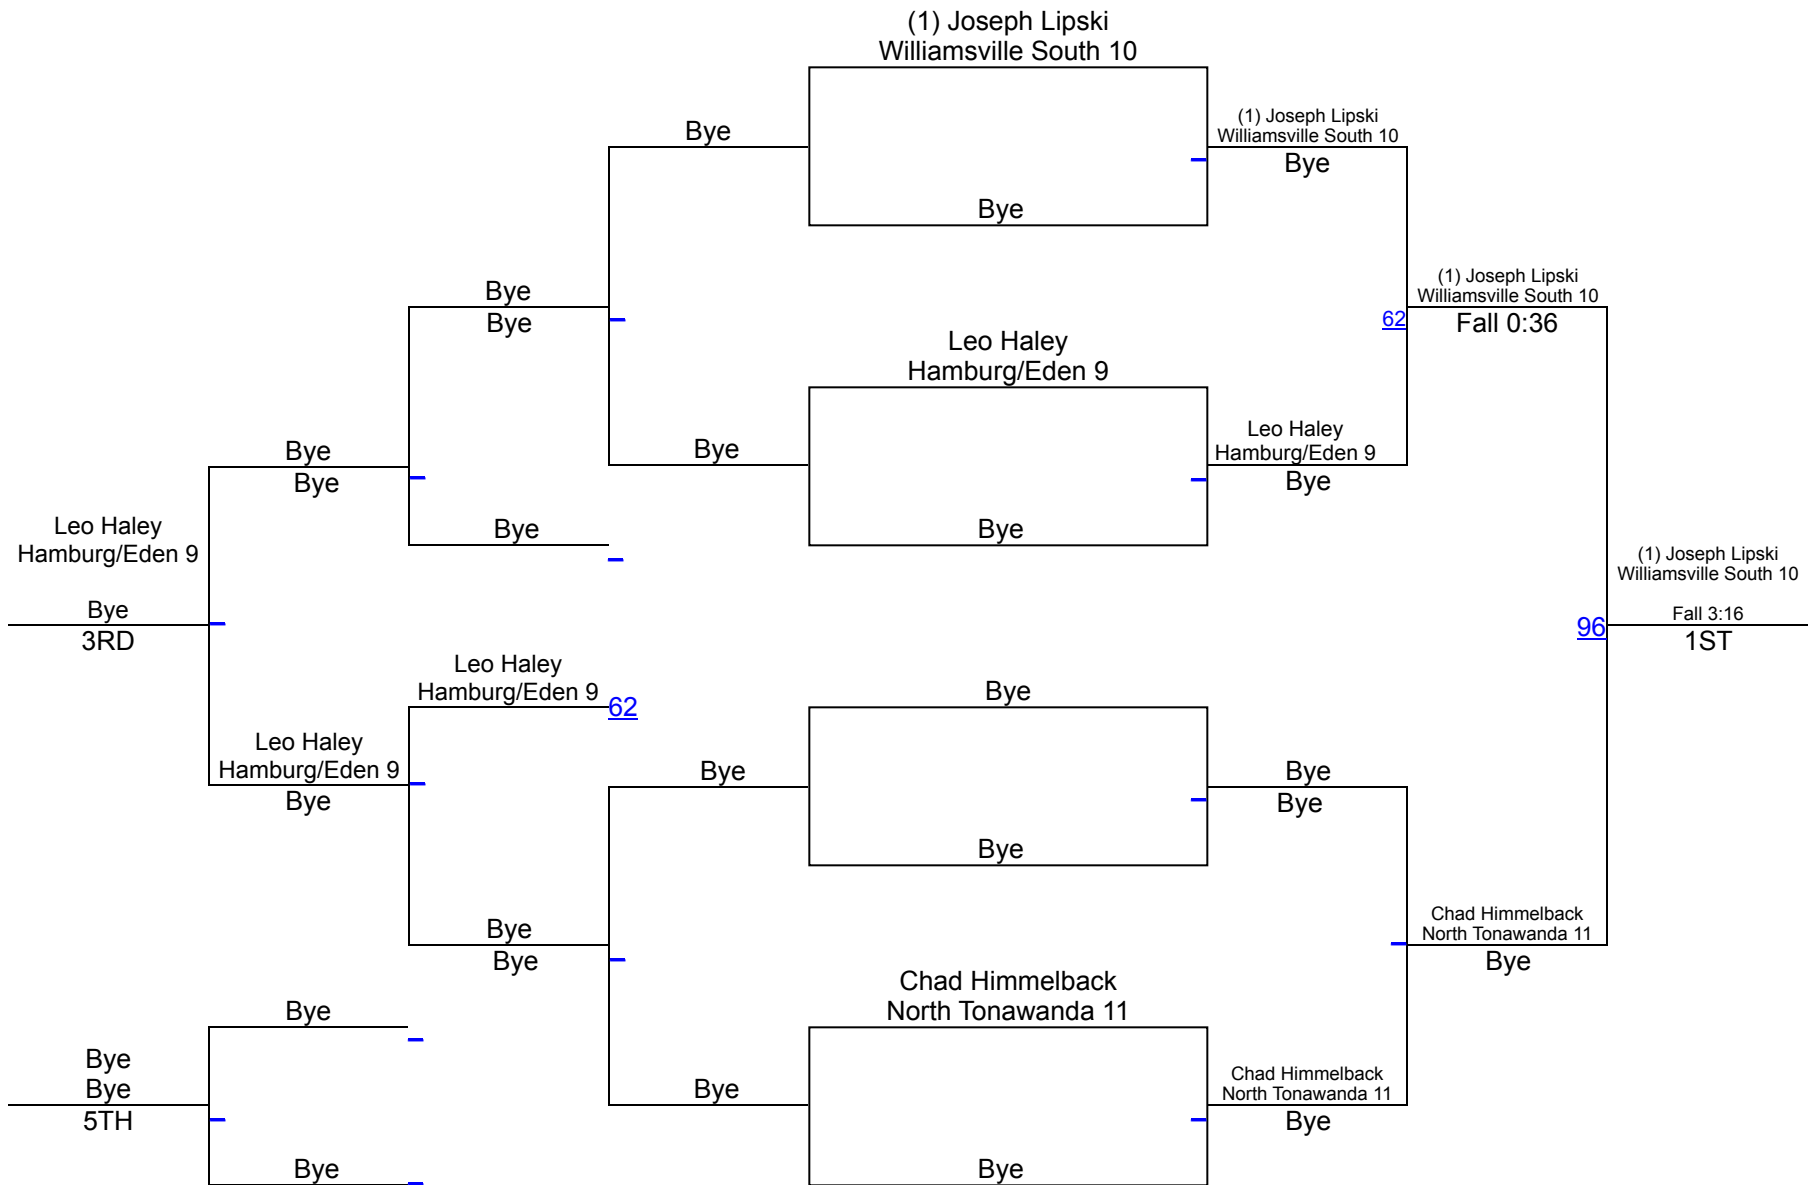 (1) Joseph Lipski
Williamsville South 10
(1) Joseph Lipski
Williamsville South 10
Bye
Bye
Bye
(1) Joseph Lipski
Williamsville South 10
Bye
Bye
62
Fall 0:36
Leo Haley
Hamburg/Eden 9
Leo Haley
Hamburg/Eden 9
Bye
Bye
Bye
Bye
Leo Haley
Hamburg/Eden 9
Bye
Bye
(1) Joseph Lipski
Williamsville South 10
Bye
3RD
Fall 3:16
96
1ST
Leo Haley
Hamburg/Eden 9
62
Bye
Leo Haley
Hamburg/Eden 9
Bye
Bye
Bye
Bye
Bye
Chad Himmelback
North Tonawanda 11
Bye
Bye
Bye
Chad Himmelback
North Tonawanda 11
Bye
Bye
Bye
5TH
Bye
Chad Himmelback
North Tonawanda 11
Bye
Bye
Bye